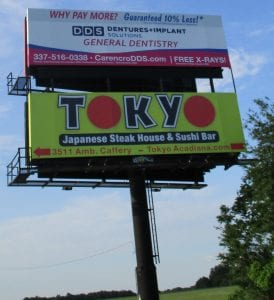 WHY PAY MORE? Guaranteed 10% Less!*
DDS DENTURES+IMPLANT
SOLUTIONS
GENERAL DENTISTRY
337-516-0338 • CarencroDDS.com | FREE X-RAYS!
TOKYO
Japanese Steak House & Sushi Bar
3511 Amb. Caffery ~ Tokyo Acadiana.com